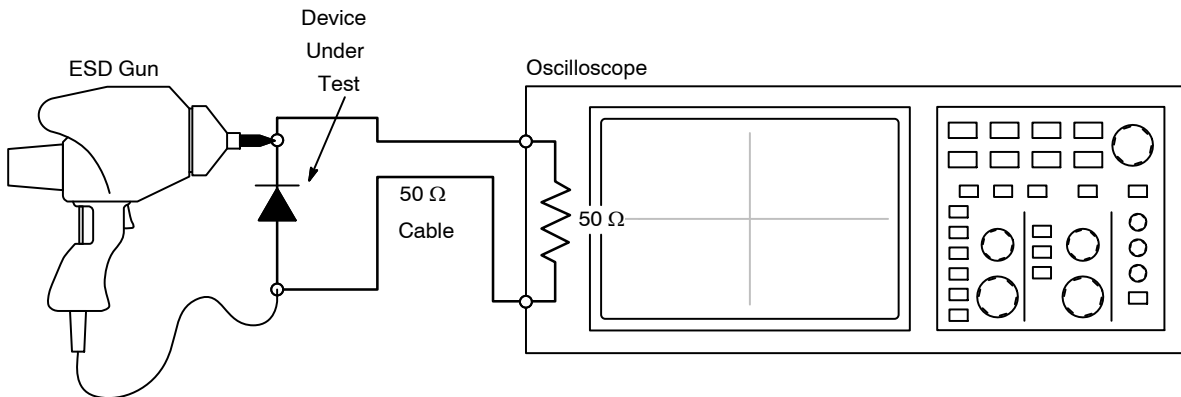 Device
Under
Test
ESD Gun
Oscilloscope
50 Ω
Cable
50 Ω